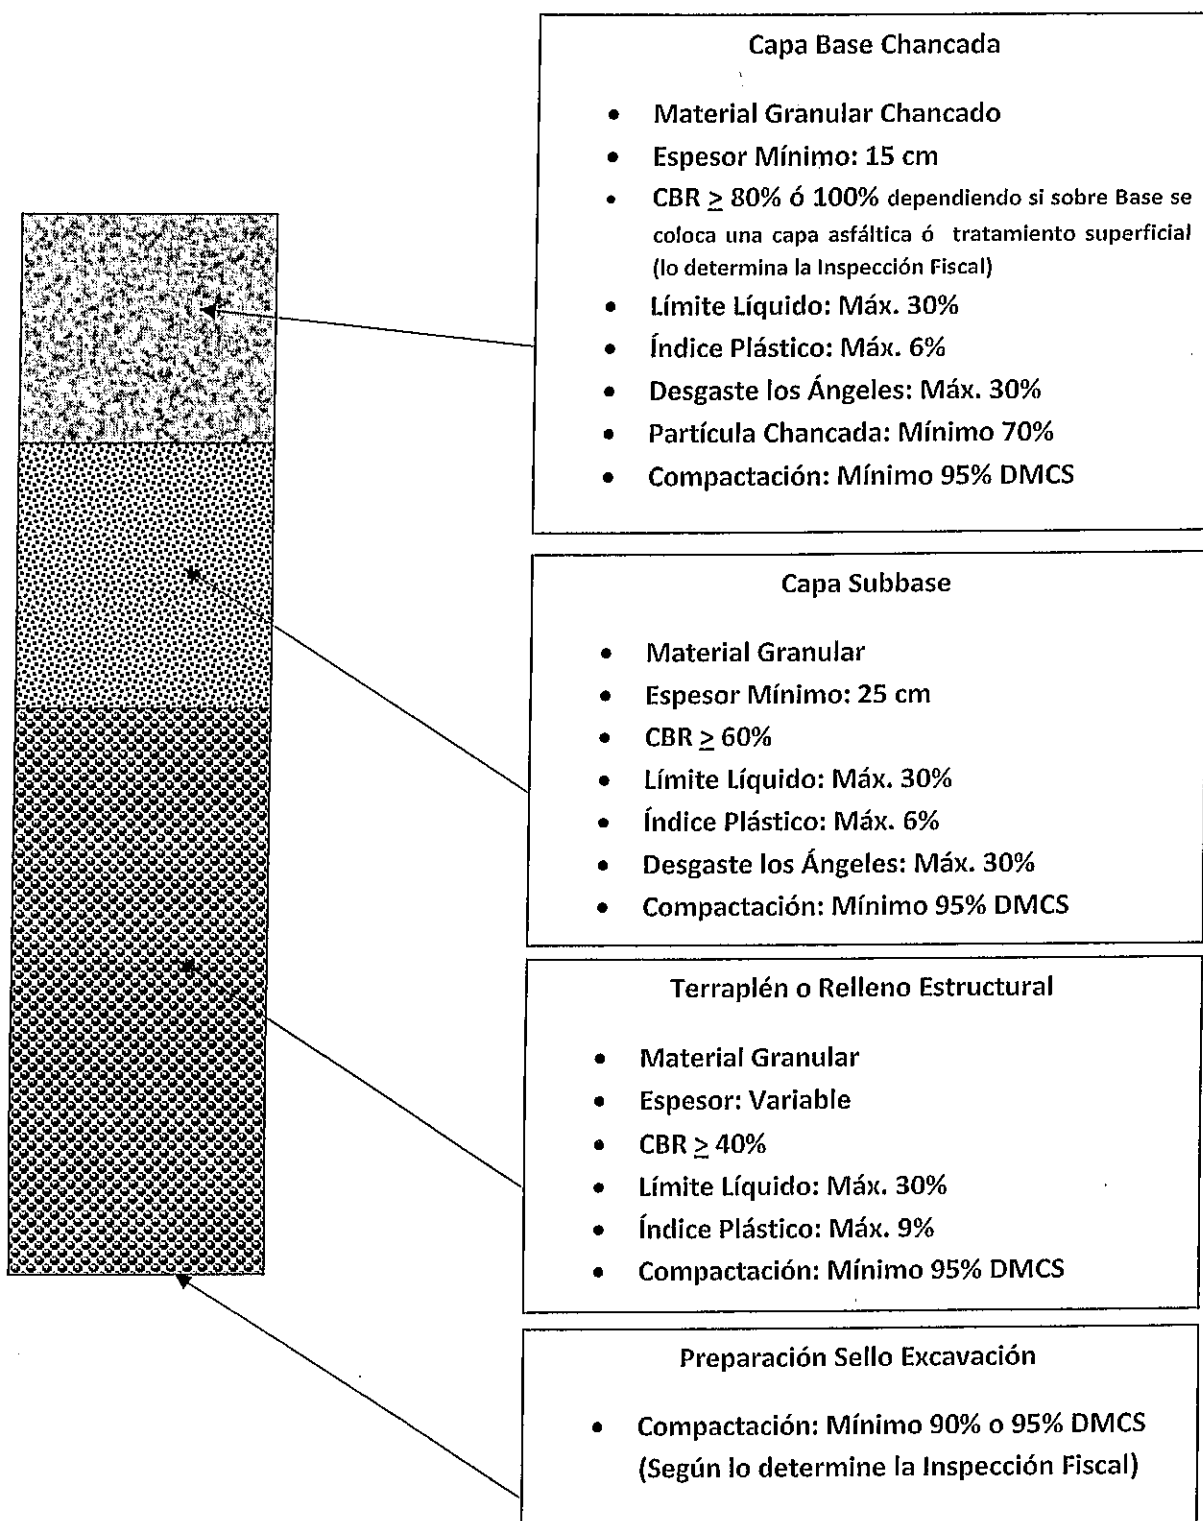 Capa Base Chancada
• Material Granular Chancado
• Espesor Mínimo: 15 cm
• CBR ≥ 80% ó 100% dependiendo si sobre Base se
coloca una capa asfáltica ó tratamiento superficial
(lo determina la Inspección Fiscal)
• Límite Líquido: Máx. 30%
• Índice Plástico: Máx. 6%
• Desgaste los Ángeles: Máx. 30%
• Partícula Chancada: Mínimo 70%
• Compactación: Mínimo 95% DMCS
Capa Subbase
• Material Granular
• Espesor Mínimo: 25 cm
• CBR ≥ 60%
• Límite Líquido: Máx. 30%
• Índice Plástico: Máx. 6%
• Desgaste los Ángeles: Máx. 30%
• Compactación: Mínimo 95% DMCS
Terraplén o Relleno Estructural
• Material Granular
• Espesor: Variable
• CBR ≥ 40%
• Límite Líquido: Máx. 30%
• Índice Plástico: Máx. 9%
• Compactación: Mínimo 95% DMCS
Preparación Sello Excavación
• Compactación: Mínimo 90% o 95% DMCS
(Según lo determine la Inspección Fiscal)